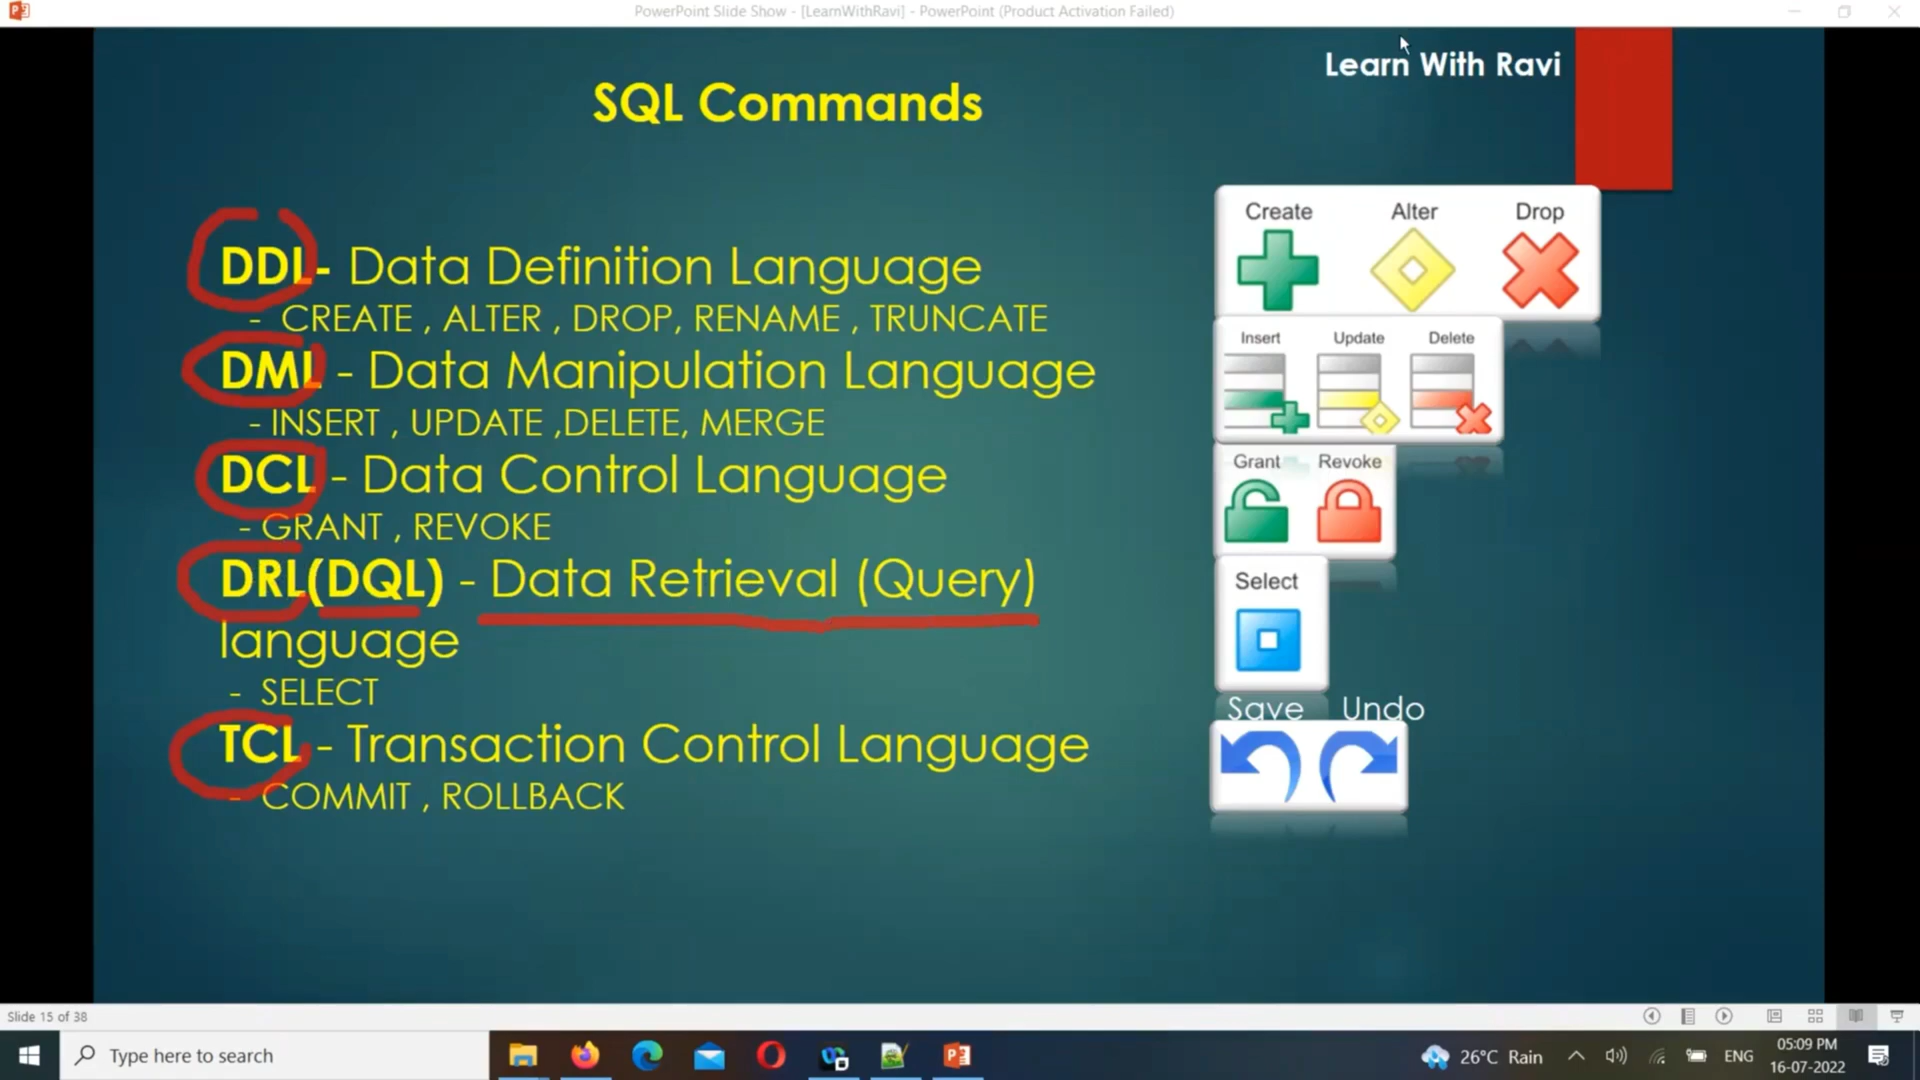 PowerPoint Slide Show - [LearnWithRavi] - PowerPoint (Product Activation Failed)
Learn With Ravi
SQL Commands
DDL- Data Definition Language
- CREATE , ALTER , DROP, RENAME , TRUNCATE
DML - Data Manipulation Language
- INSERT , UPDATE ,DELETE, MERGE
DCL - Data Control Language
- GRANT , REVOKE
DRL(DQL) - Data Retrieval (Query)
language
- SELECT
TCL - Transaction Control Language
- COMMIT , ROLLBACK
Create Alter Drop
Insert Update Delete
Grant Revoke
Select
Save Undo
Slide 15 of 38
Type here to search
26°C Rain
ENG
05:09 PM
16-07-2022